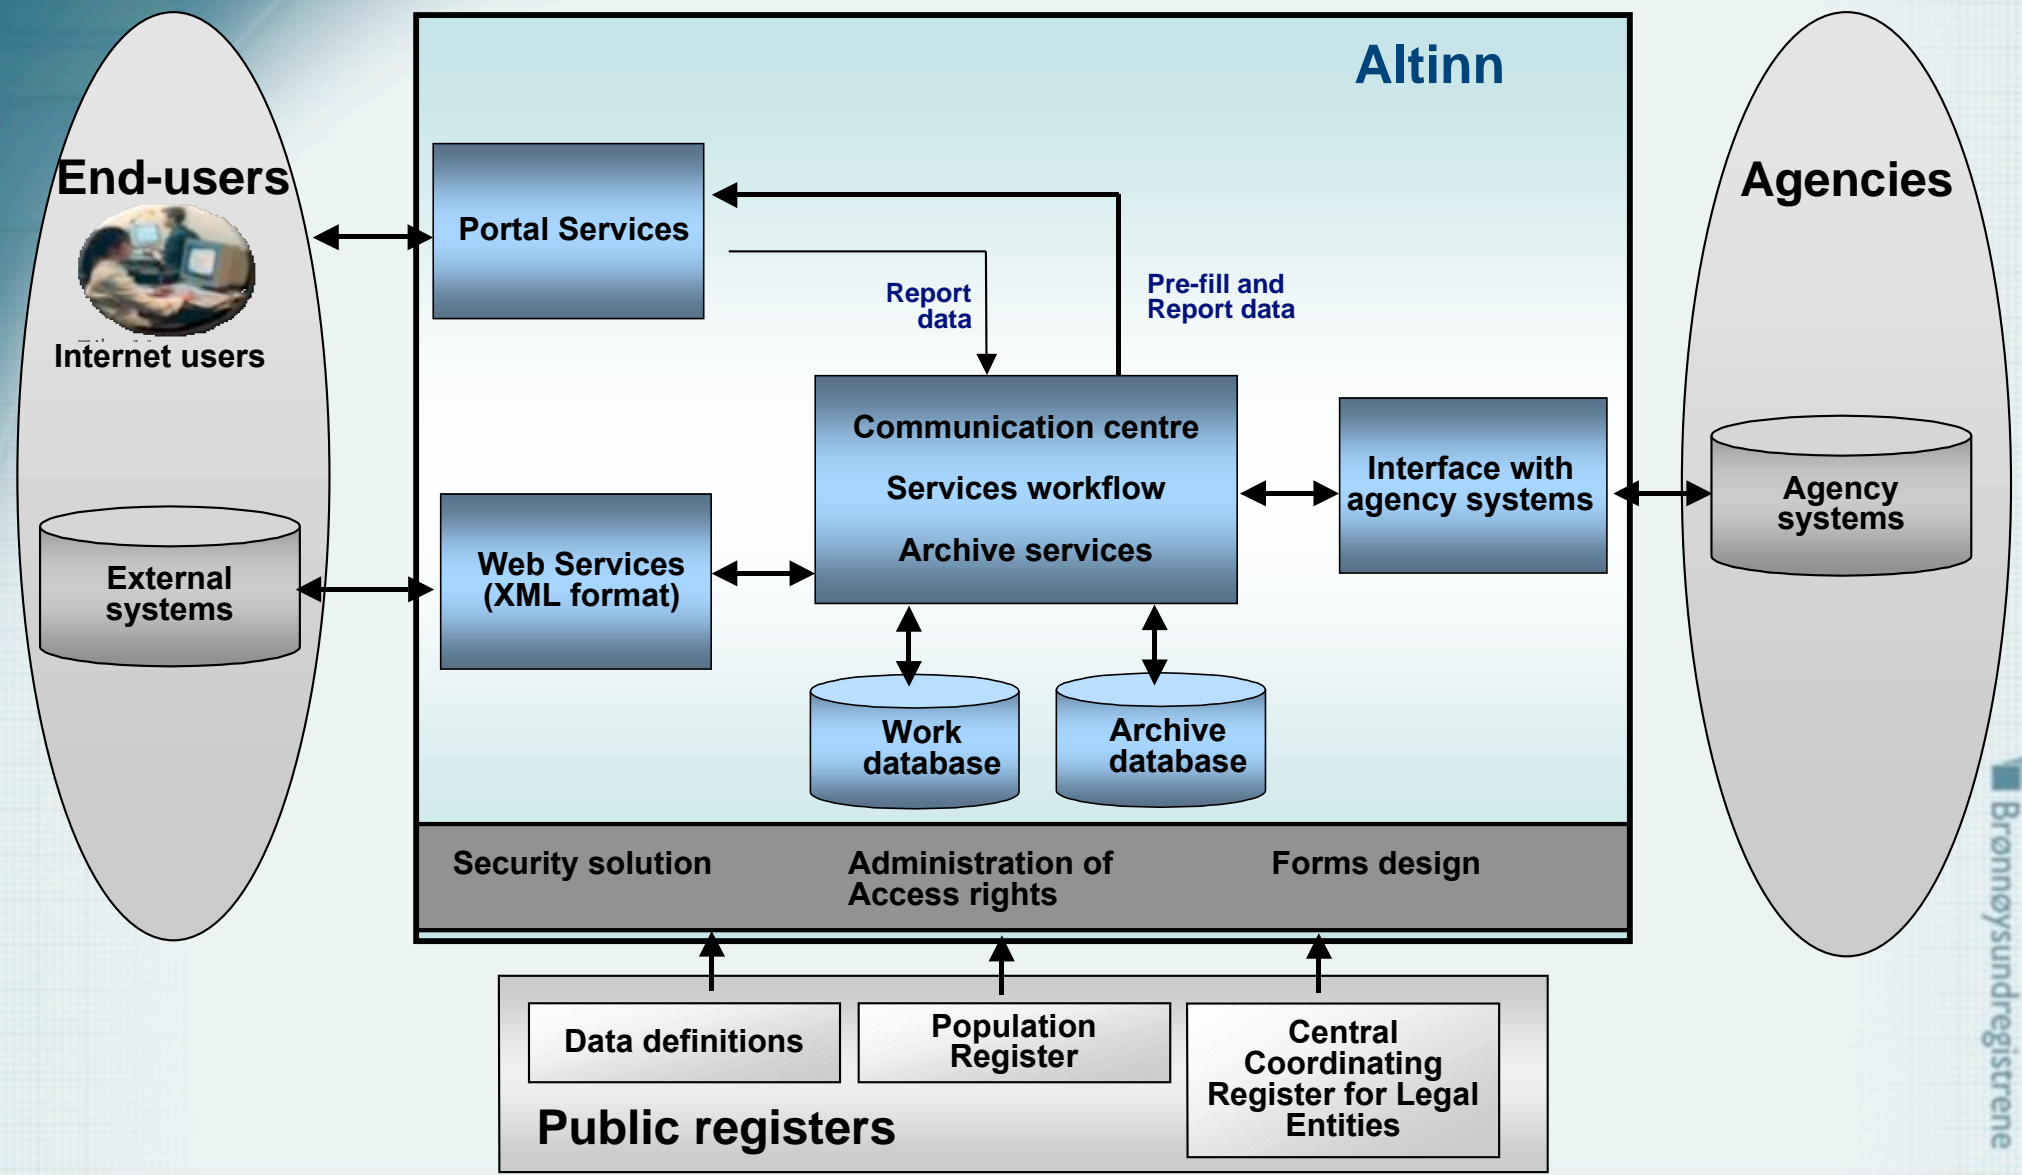 Altinn
End-users
Internet users
External
systems
Portal Services
Report
data
Pre-fill and
Report data
Communication centre
Services workflow
Archive services
Web Services
(XML format)
Interface with
agency systems
Work
database
Archive
database
Agencies
Agency
systems
Security solution
Administration of
Access rights
Forms design
Data definitions
Population
Register
Central
Coordinating
Register for Legal
Entities
Public registers
Brønnøysundregistrene